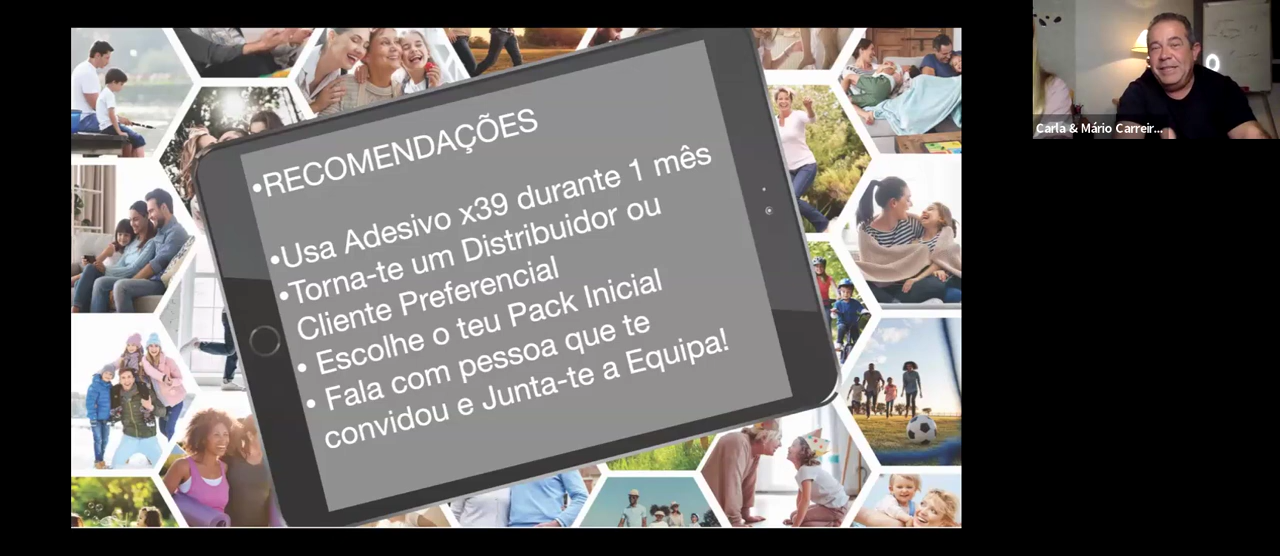 •RECOMENDAÇÕES
•Usa Adesivo x39 durante 1 mês
•Torna-te um Distribuidor ou
Cliente Preferencial
• Escolhe o teu Pack Inicial
• Fala com pessoa que te
convidou e Junta-te a Equipa!
Carla & Mário Carreir...